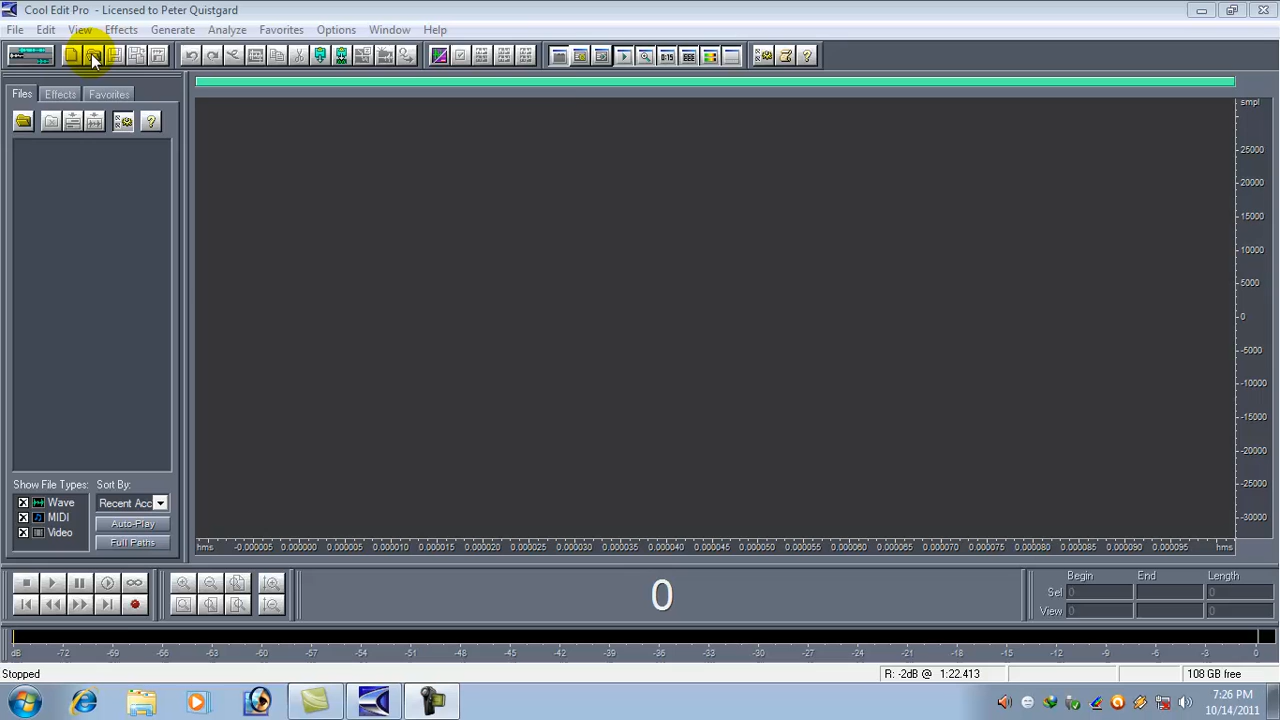 Cool Edit Pro - Licensed to Peter Quistgard
File Edit View Effects Generate Analyze Favorites Options Window Help
Files Effects Favorites
smpl
25000
20000
15000
10000
5000
0
-5000
-10000
-15000
-20000
-25000
-30000
Show File Types: Sort By:
Wave Recent Acc
MIDI Auto-Play
Video Full Paths
hms -0.000005 0.000000 0.000005 0.000010 0.000015 0.000020 0.000025 0.000030 0.000035 0.000040 0.000045 0.000050 0.000055 0.000060 0.000065 0.000070 0.000075 0.000080 0.000085 0.000090 0.000095 hms
0
Begin End Length
Sel 0 0
View 0 0
dB -72 -69 -66 -63 -60 -57 -54 -51 -48 -45 -42 -39 -36 -33 -30 -27 -24 -21 -18 -15 -12 -9 -6 -3 0
Stopped R: -2dB @ 1:22.413 108 GB free
7:26 PM
10/14/2011